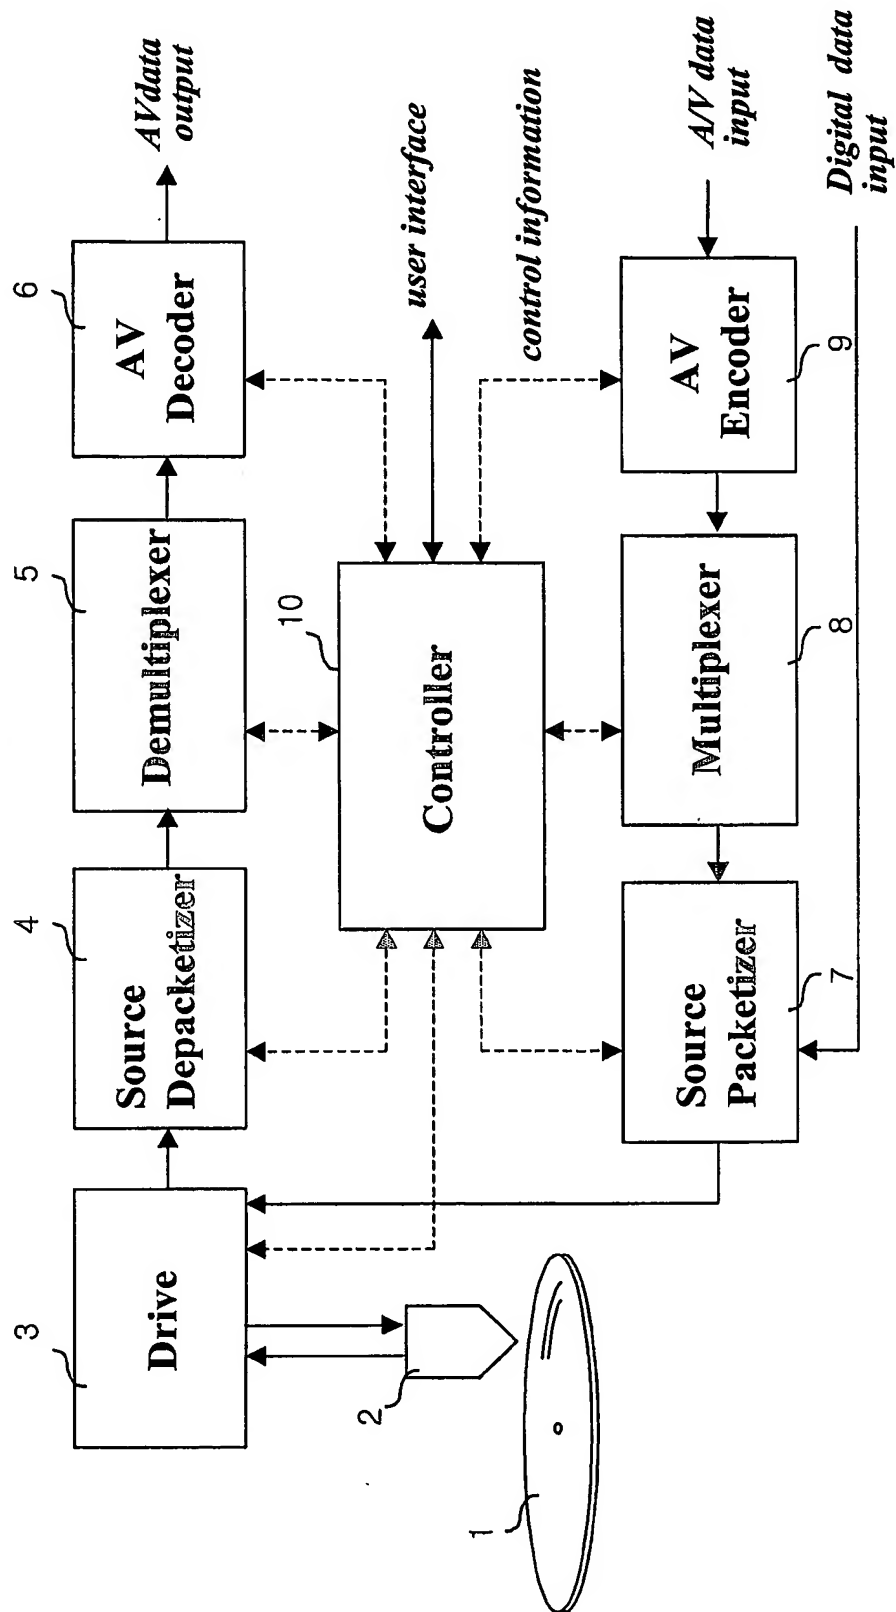 3
Drive
4
Source
Depacketizer
5
Demultiplexer
6
AV
Decoder
AVdata
output
2
1
10
Controller
user interface
control information
Source
Packetizer
7
Multiplexer
8
AV
Encoder
9
A/V data
input
Digital data
input